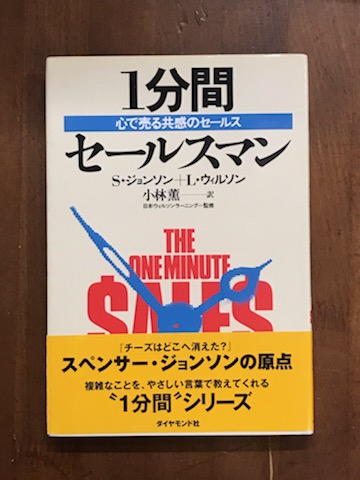 1分間
心で売る共感のセールス
セールスマン
S・ジョンソン+L・ウィルソン
小林薫――訳
日本ウィルソンラーニング―監修
THE
ONE MINUTE
SALES
『チーズはどこへ消えた?』
スペンサー・ジョンソンの原点
複雑なことを、やさしい言葉で教えてくれる
〝1分間〟シリーズ
ダイヤモンド社